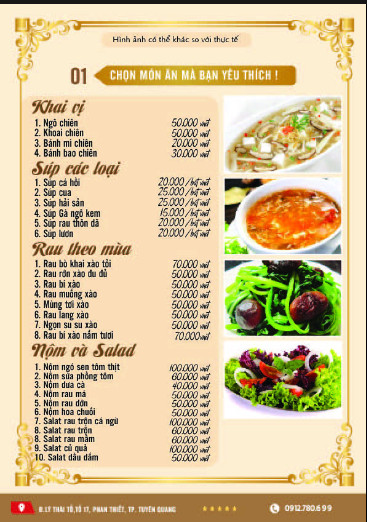 Hình ảnh có thể khác so với thực tế
01 CHỌN MÓN ĂN MÀ BẠN YÊU THÍCH !
Khai vị
1. Ngô chiên 50.000 vnđ
2. Khoai chiên 50.000 vnđ
3. Bánh mì chiên 20.000 vnđ
4. Bánh bao chiên 30.000 vnđ
Súp các loại
1. Súp cá hồi 20.000 /bát vnđ
2. Súp cua 25.000 /bát vnđ
3. Súp hải sản 25.000 /bát vnđ
4. Súp Gà ngô kem 15.000 /bát vnđ
5. Súp rau thôn dã 20.000 /bát vnđ
6. Súp lươn 20.000 /bát vnđ
Rau theo mùa
1. Rau bò khai xào tỏi 70.000 vnđ
2. Rau rớn xào đu đủ 50.000 vnđ
3. Rau bí xào 50.000 vnđ
4. Rau muống xào 50.000 vnđ
5. Mùng tơi xào 50.000 vnđ
6. Rau lang xào 50.000 vnđ
7. Ngọn su su xào 50.000 vnđ
8. Rau bí xào nấm tươi 70.000 vnđ
Nộm và Salad
1. Nộm ngó sen tôm thịt 100.000 vnđ
2. Nộm sứa phồng tôm 60.000 vnđ
3. Nộm dưa cà 40.000 vnđ
4. Nộm rau má 50.000 vnđ
5. Nộm rau đớn 50.000 vnđ
6. Nộm hoa chuối 50.000 vnđ
7. Salat rau trộn cá ngừ 100.000 vnđ
8. Salat rau trộn 60.000 vnđ
8. Salat rau mầm 60.000 vnđ
9. Salat củ quả 100.000 vnđ
10. Salat dầu dấm 50.000 vnđ
Đ.LÝ THÁI TỔ,TỔ 17, PHAN THIẾT, TP. TUYÊN QUANG 0912.780.699